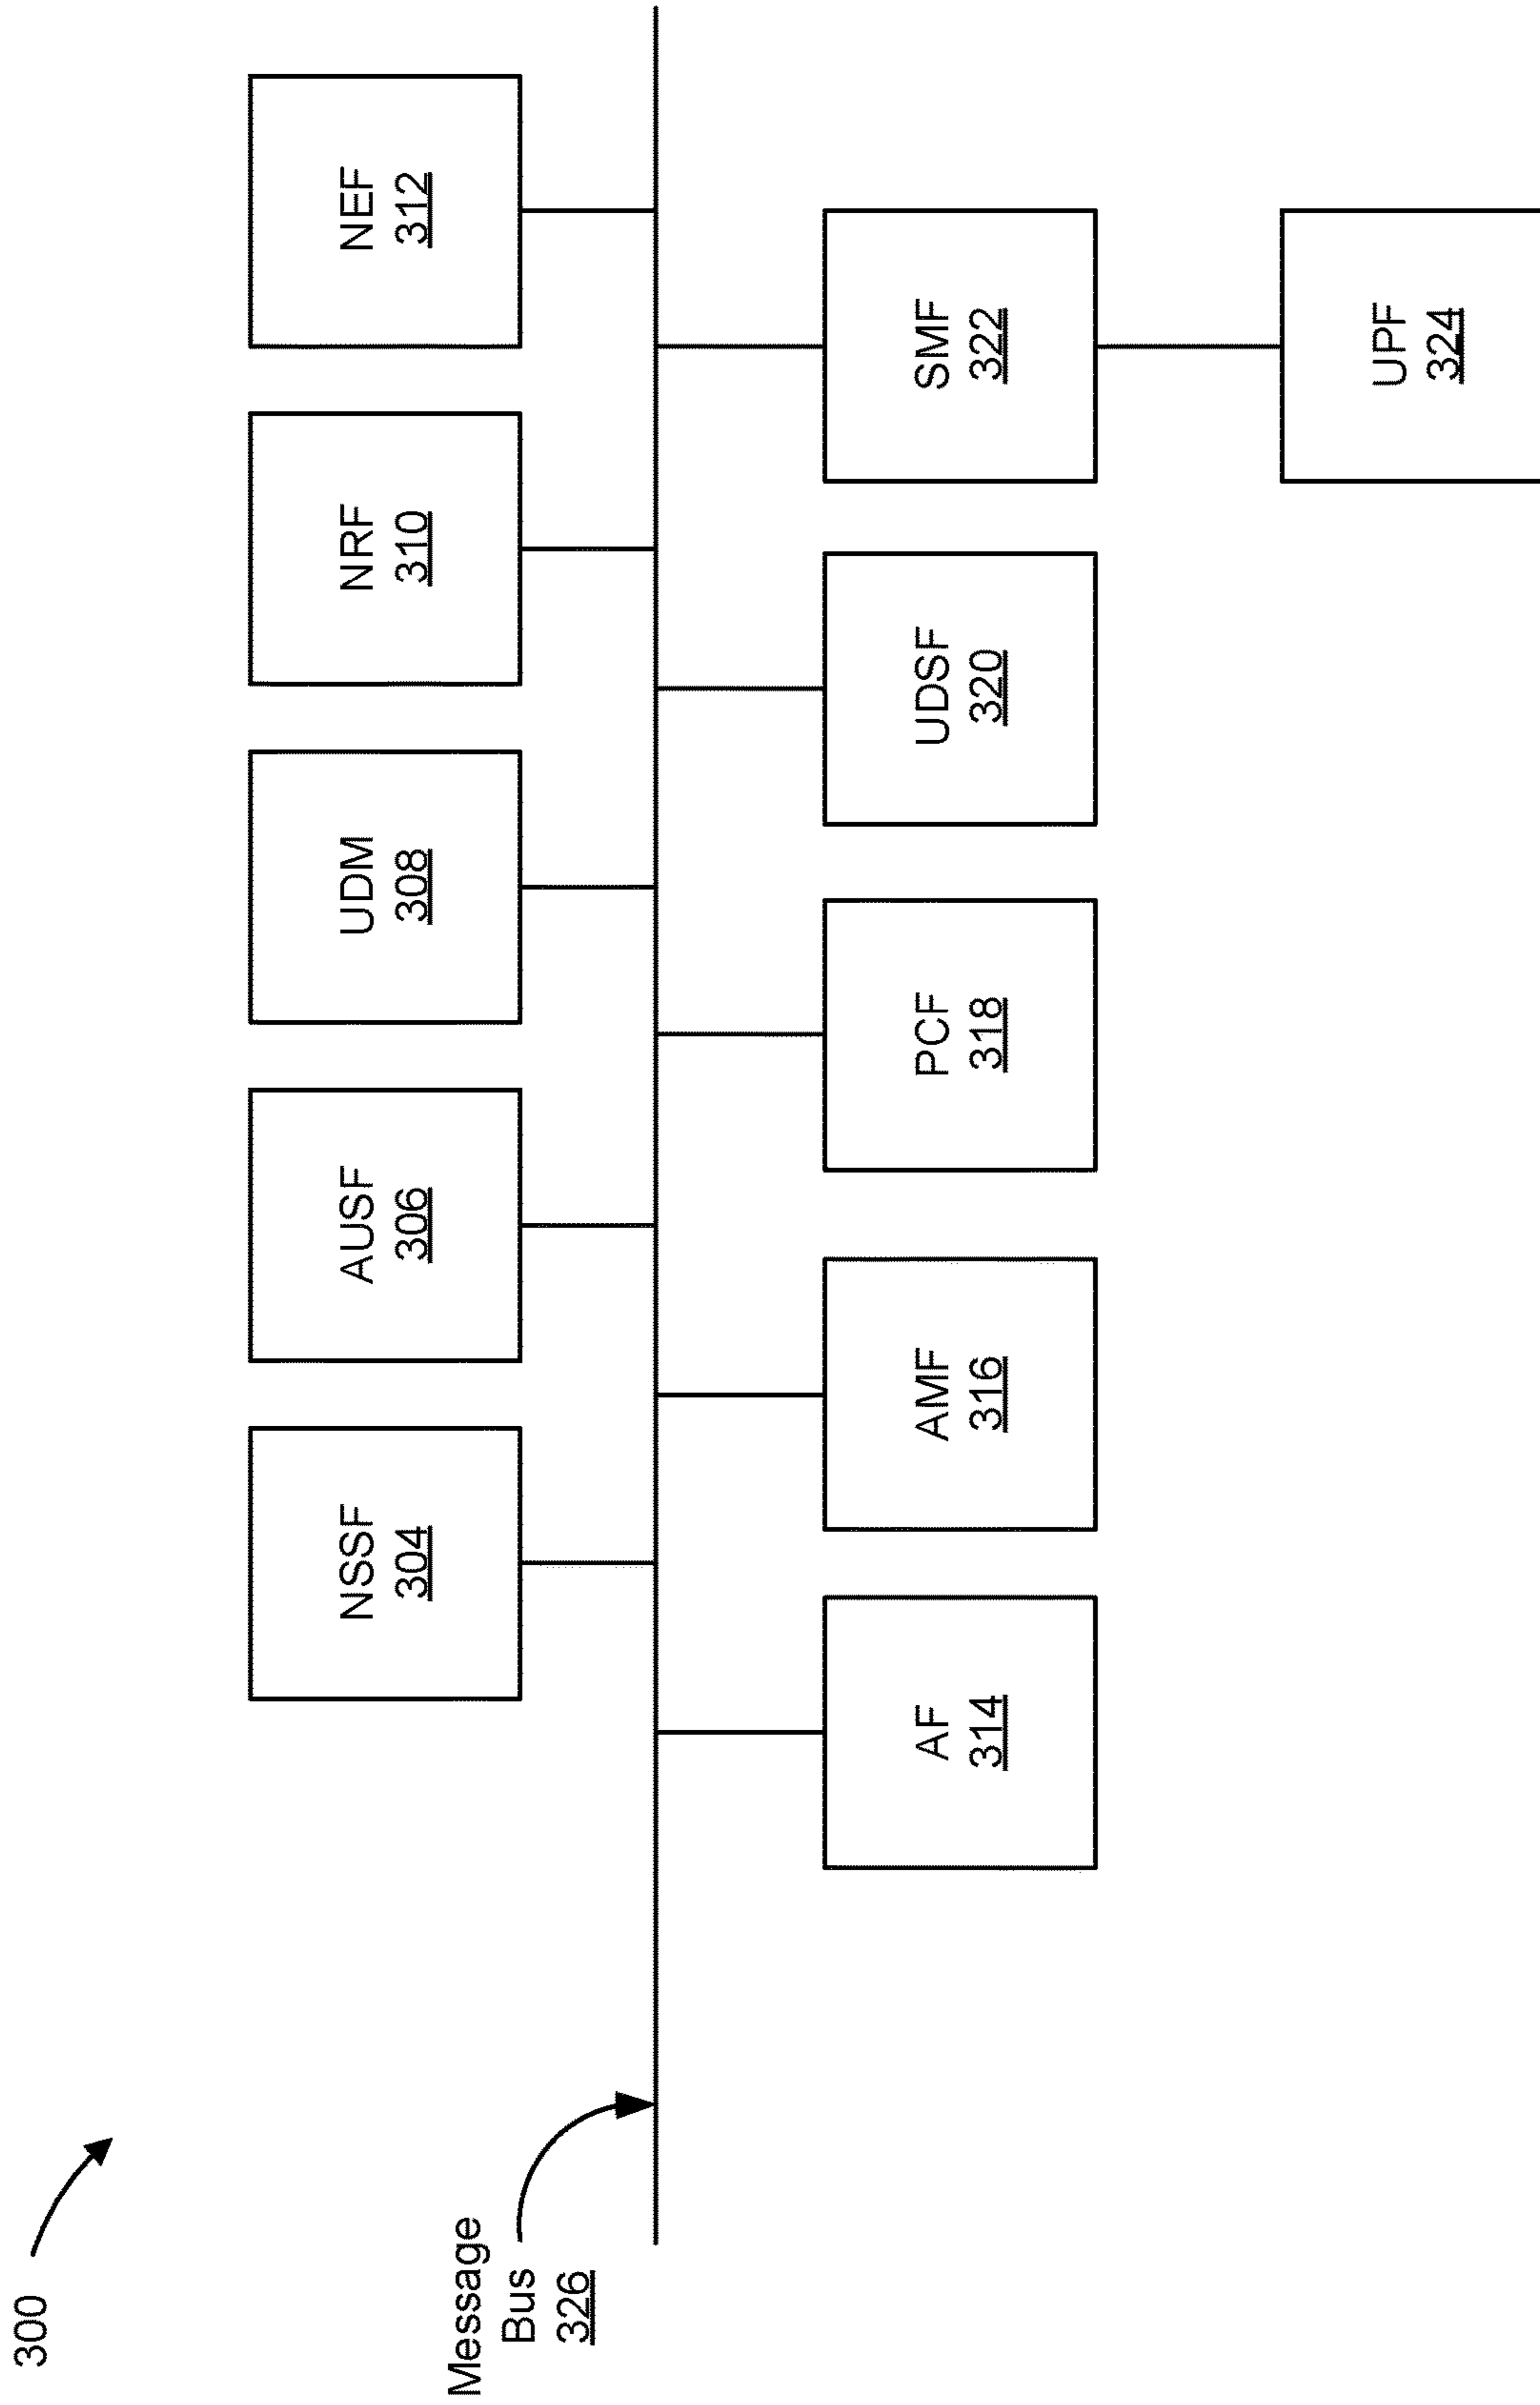 300
NSSF
304
AUSF
306
UDM
308
NRF
310
NEF
312
Message
Bus
326
AF
314
AMF
316
PCF
318
UDSF
320
SMF
322
UPF
324